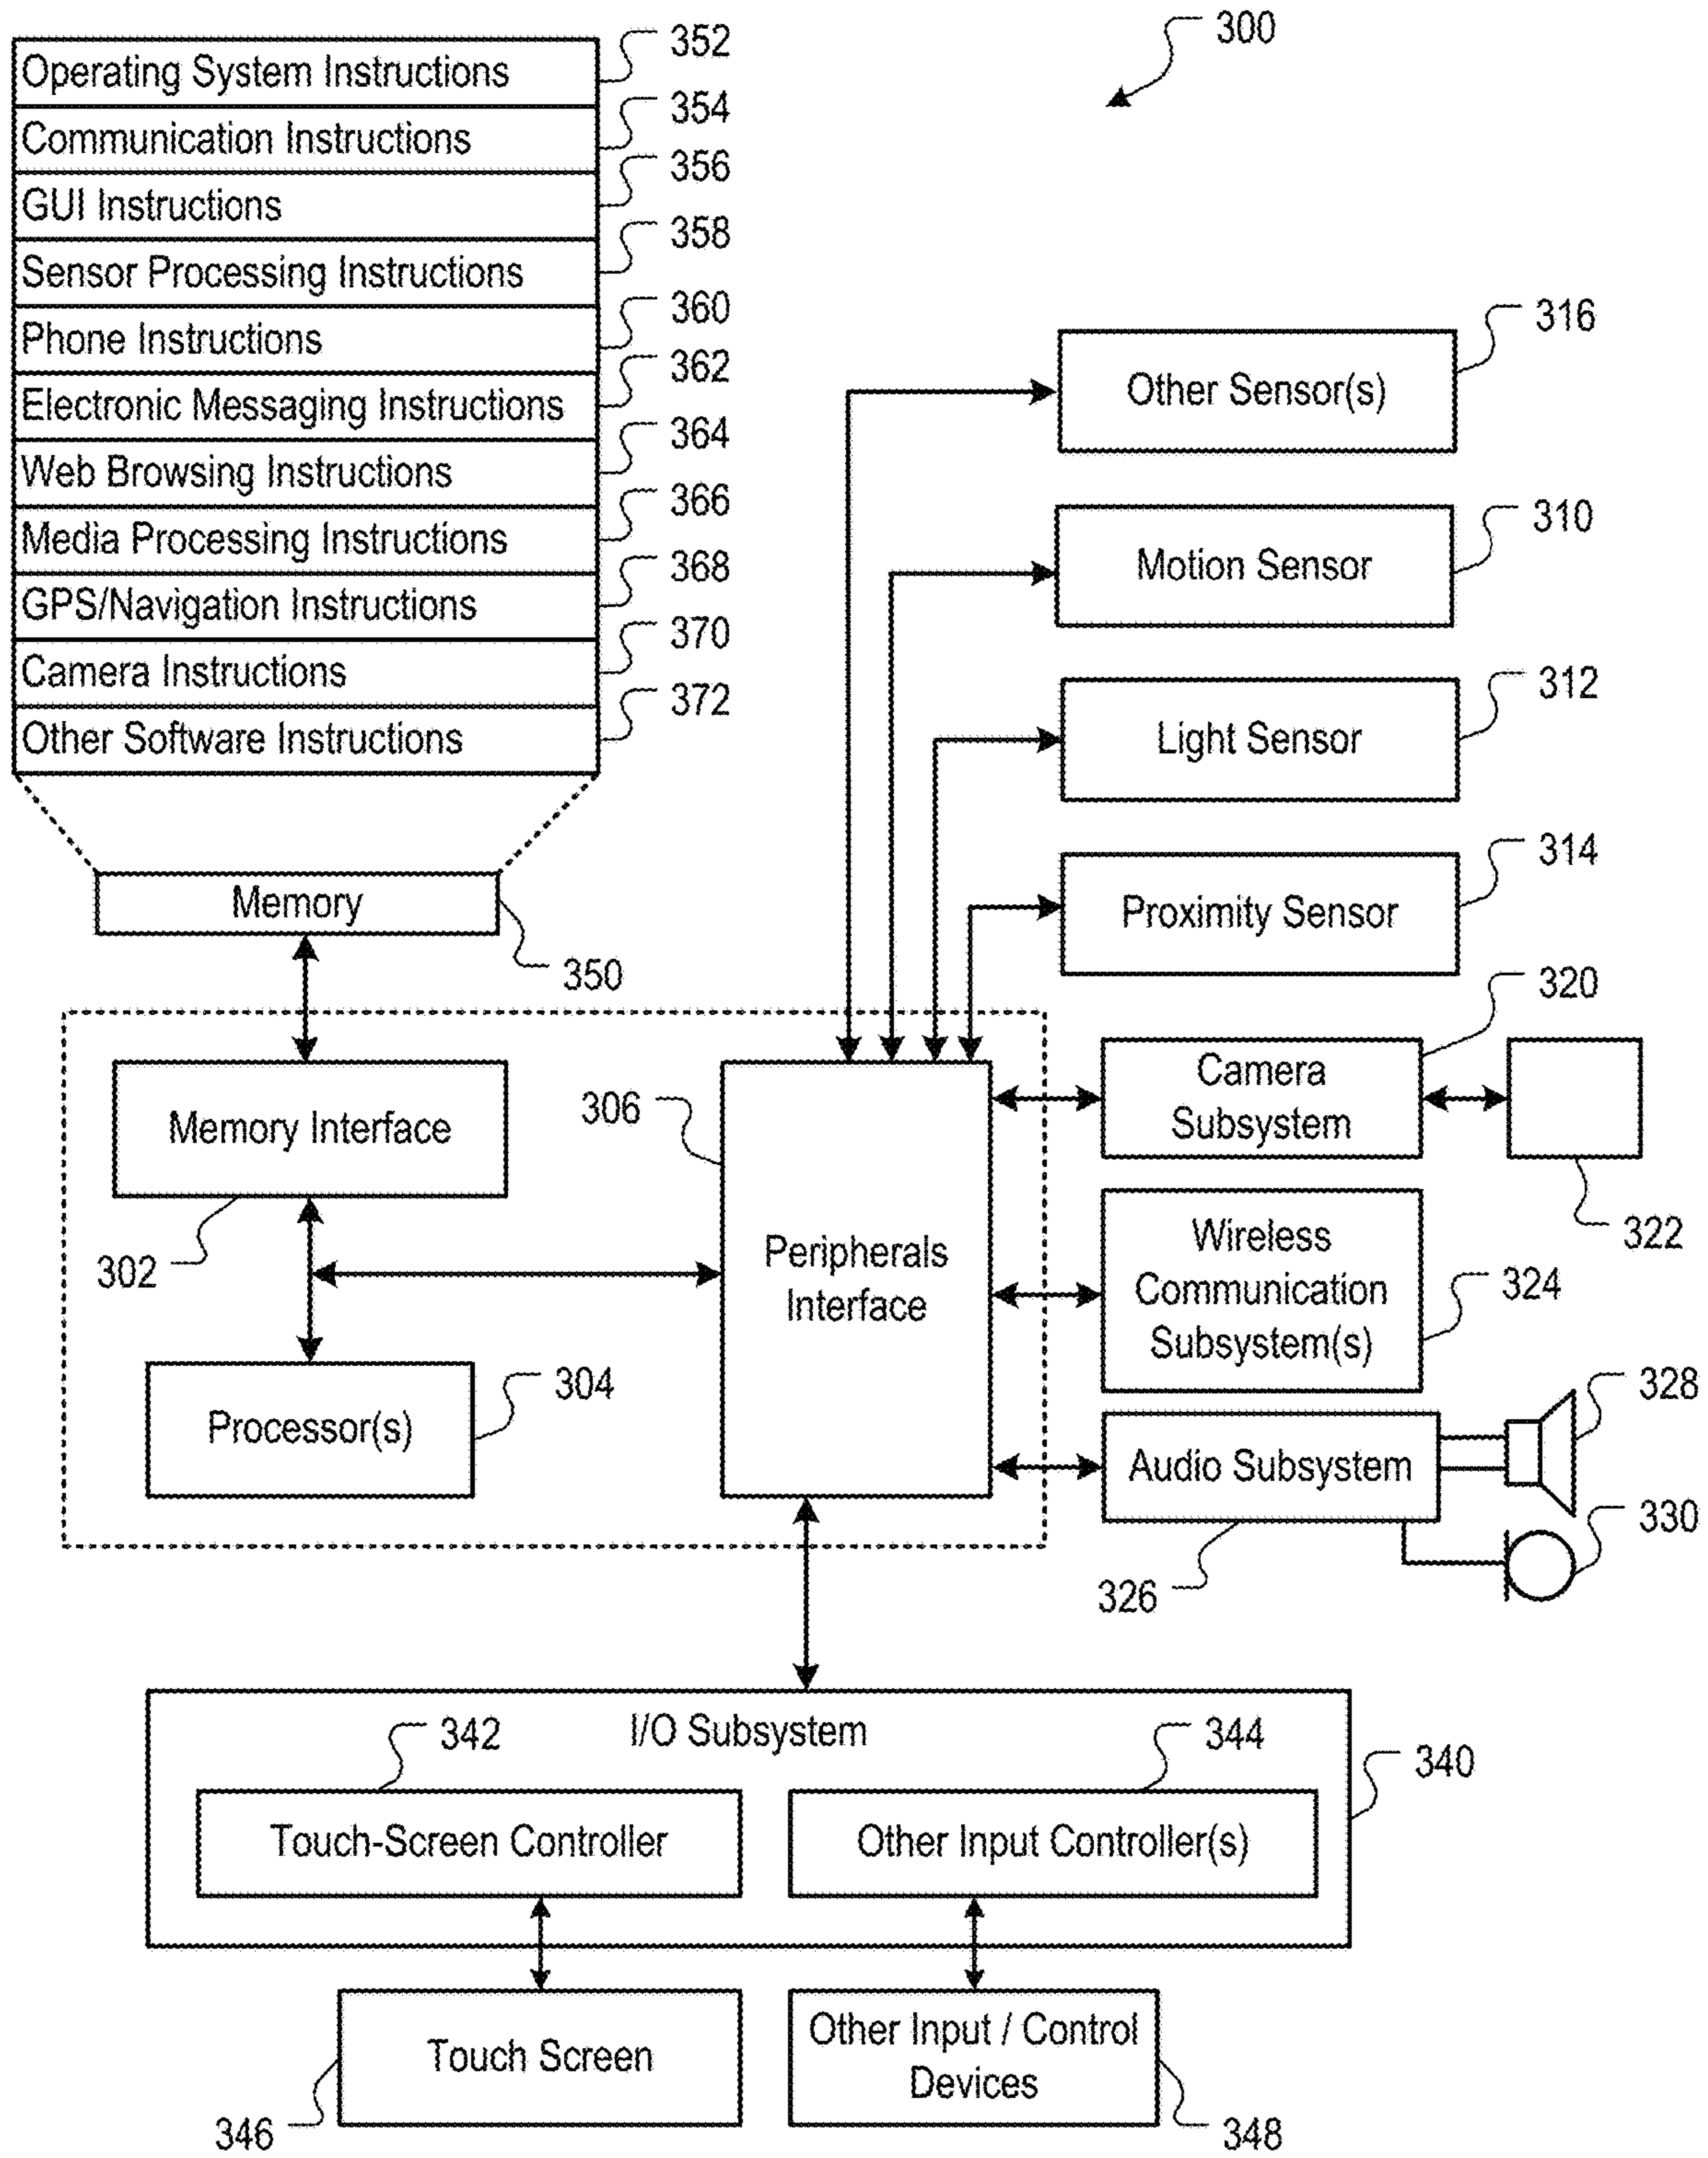 300
352
Operating System Instructions
354
Communication Instructions
356
GUI Instructions
358
Sensor Processing Instructions
360
Phone Instructions
362
Electronic Messaging Instructions
364
Web Browsing Instructions
366
Media Processing Instructions
368
GPS/Navigation Instructions
370
Camera Instructions
372
Other Software Instructions
Memory
350
316
Other Sensor(s)
310
Motion Sensor
312
Light Sensor
314
Proximity Sensor
320
Camera
Subsystem
322
Memory Interface
302
306
Peripherals
Interface
Wireless
Communication
Subsystem(s)
324
304
Processor(s)
328
Audio Subsystem
330
326
I/O Subsystem
342
344
340
Touch-Screen Controller
Other Input Controller(s)
Touch Screen
346
Other Input / Control
Devices
348